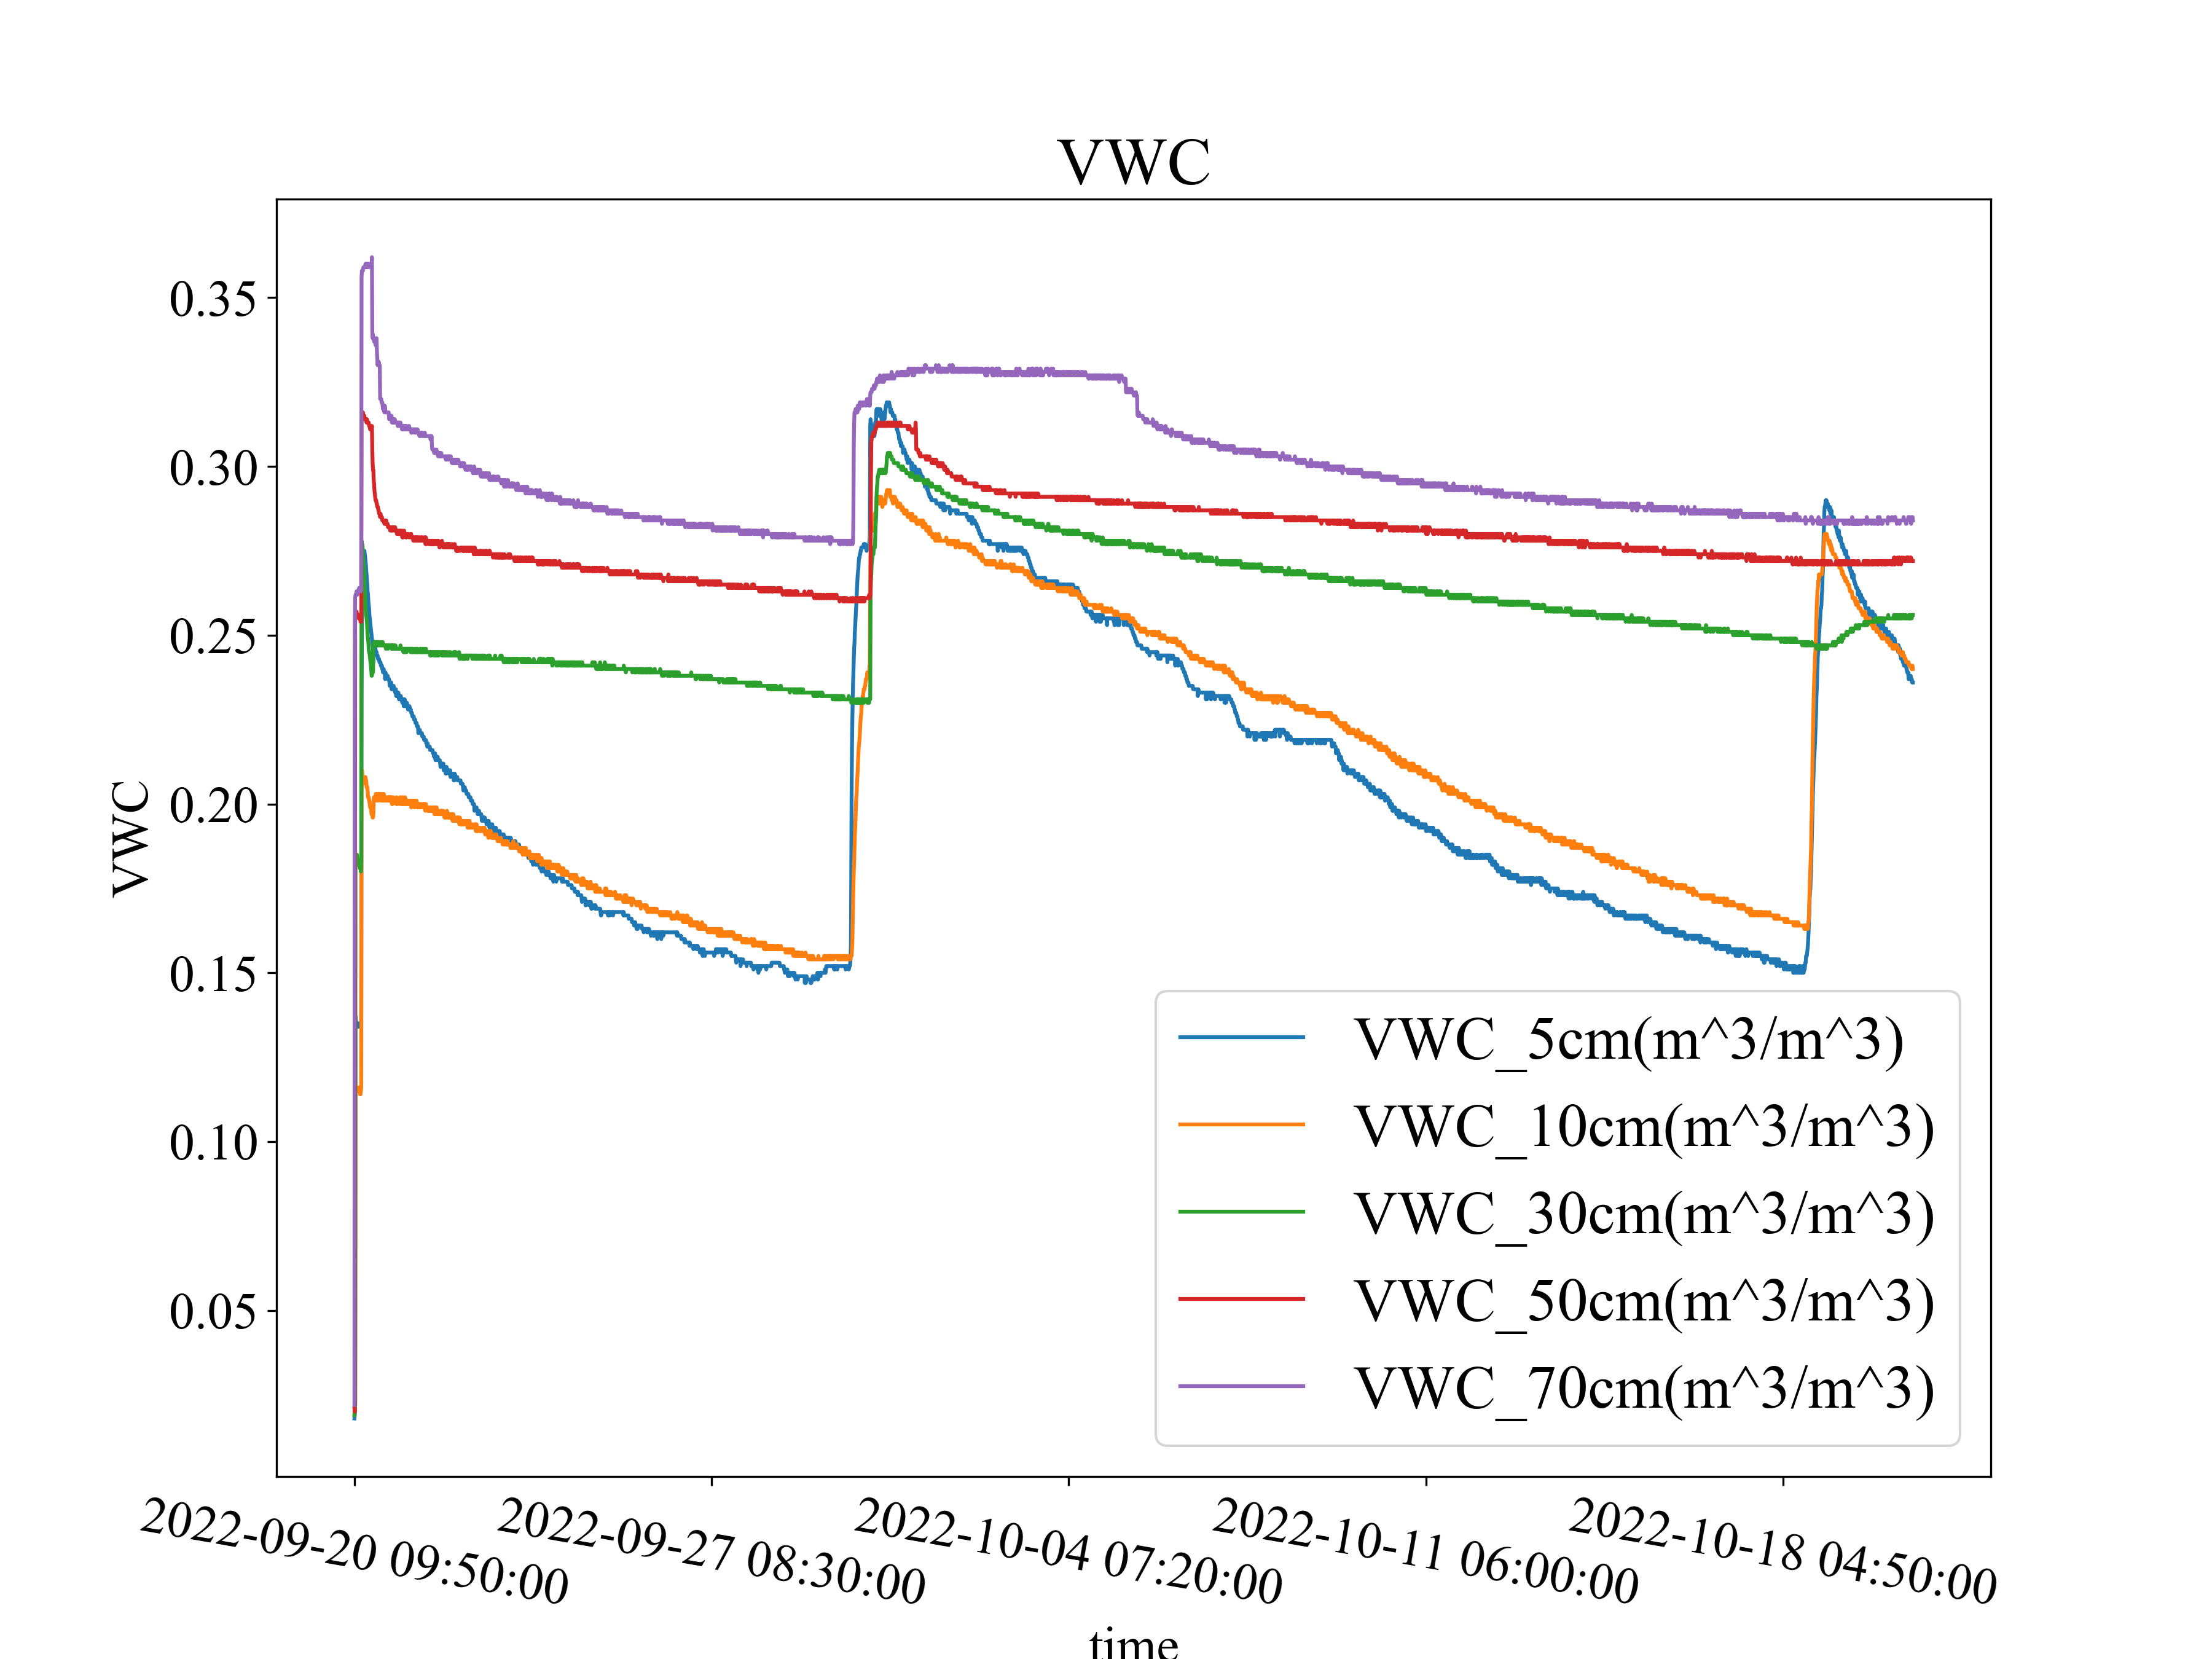 VWC
0.35
0.30
0.25
0.20
0.15
0.10
0.05
VWC
VWC_5cm(m^3/m^3)
VWC_10cm(m^3/m^3)
VWC_30cm(m^3/m^3)
VWC_50cm(m^3/m^3)
VWC_70cm(m^3/m^3)
2022-09-20 09:50:00
2022-09-27 08:30:00
2022-10-04 07:20:00
2022-10-11 06:00:00
2022-10-18 04:50:00
time